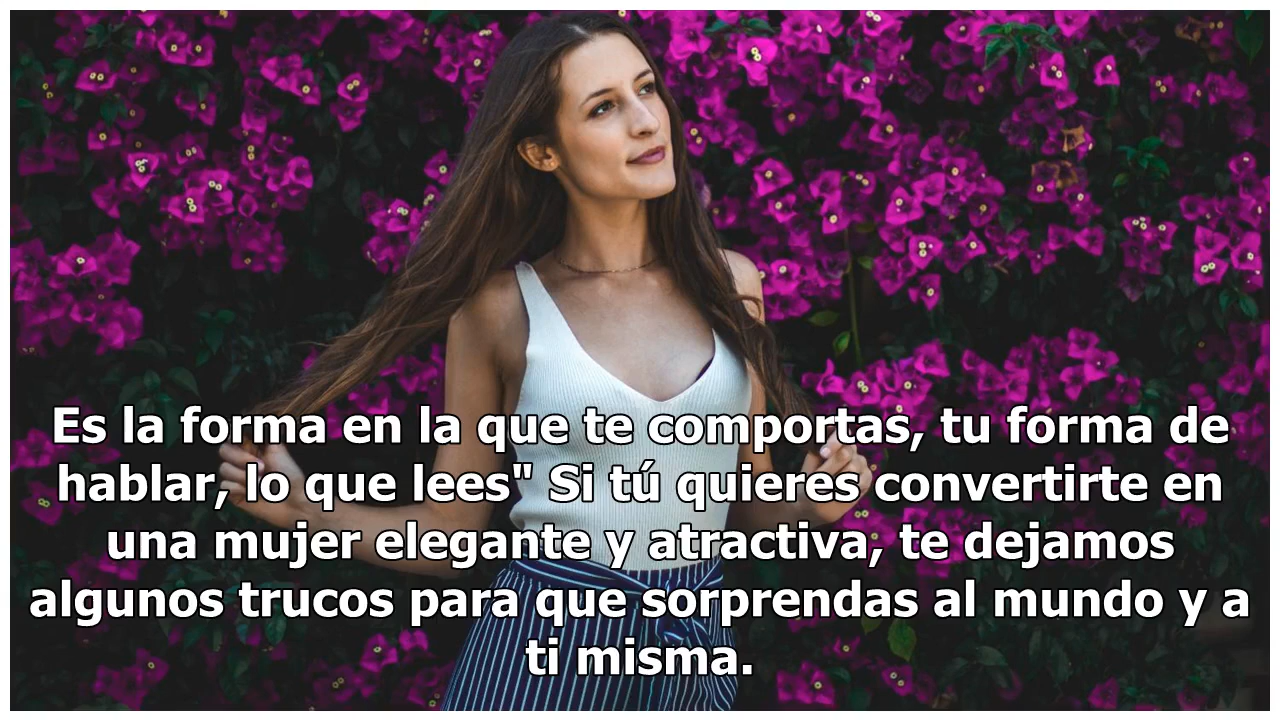 Es la forma en la que te comportas, tu forma de
hablar, lo que lees" Si tú quieres convertirte en
una mujer elegante y atractiva, te dejamos
algunos trucos para que sorprendas al mundo y a
ti misma.